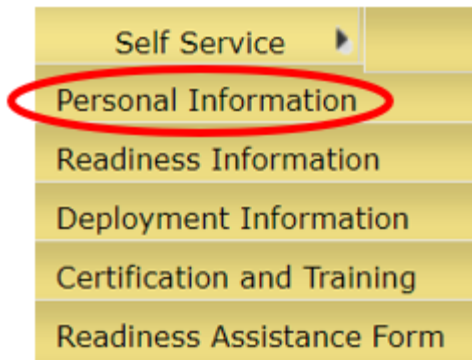 Self Service
Personal Information
Readiness Information
Deployment Information
Certification and Training
Readiness Assistance Form